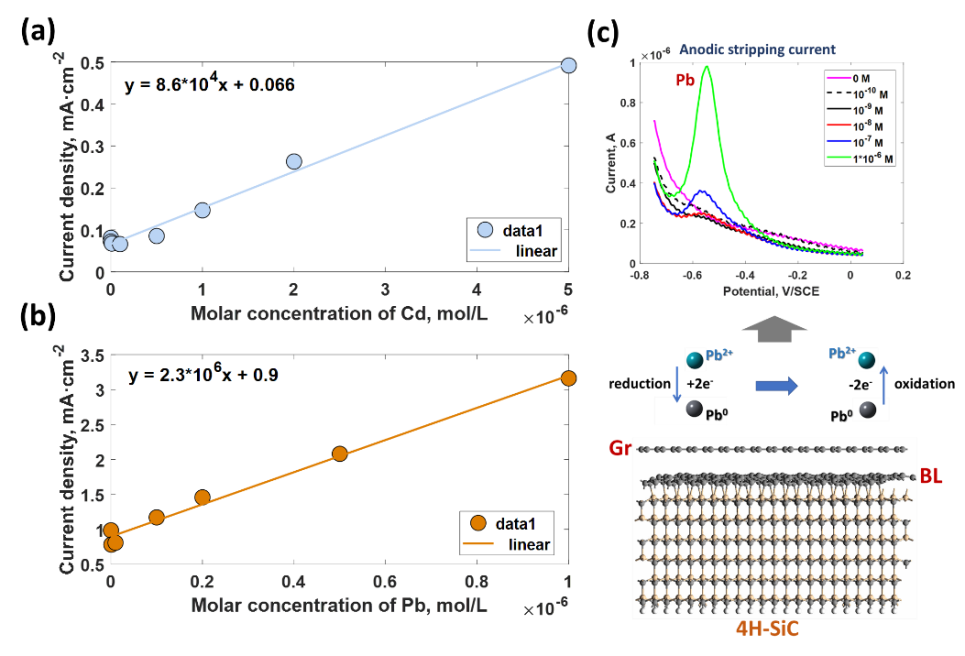 (a)
Current density, mA·cm⁻²
0.5
0.4
0.3
0.2
0.1
0
y = 8.6*10⁴x + 0.066
data1
linear
0 1 2 3 4 5
Molar concentration of Cd, mol/L ×10⁻⁶
(b)
Current density, mA·cm⁻²
3.5
3
2.5
2
1.5
1
0.5
y = 2.3*10⁶x + 0.9
data1
linear
0 0.2 0.4 0.6 0.8 1
Molar concentration of Pb, mol/L ×10⁻⁶
(c)
Anodic stripping current
×10⁻⁶
Current, A
1
0.8
0.6
0.4
0.2
0
Pb
0 M
10⁻¹⁰ M
10⁻⁹ M
10⁻⁸ M
10⁻⁷ M
1*10⁻⁶ M
-0.8 -0.6 -0.4 -0.2 0 0.2
Potential, V/SCE
Pb²⁺ Pb²⁺
reduction +2e⁻ -2e⁻ oxidation
Pb⁰ Pb⁰
Gr
BL
4H-SiC